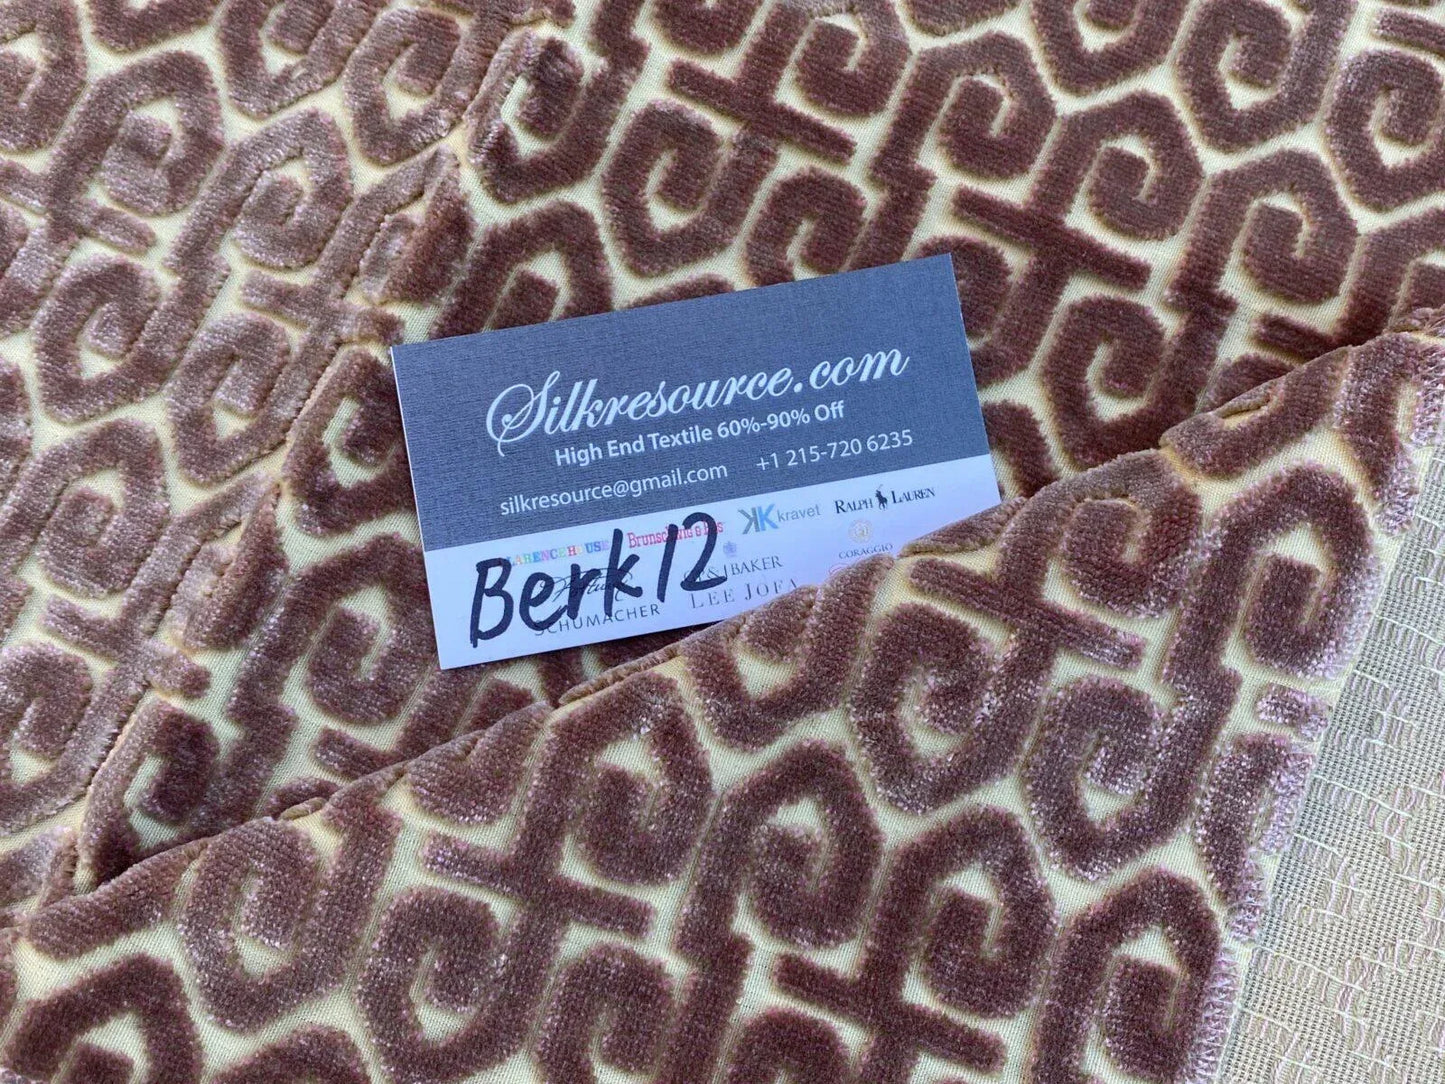 Silkresource.com
High End Textile 60%-90% Off
silkresource@gmail.com +1 215-720 6235
kravet RALPH LAUREN
CORAGGIO
Berk12
BAKER
SCHUMACHER LEE JOFA